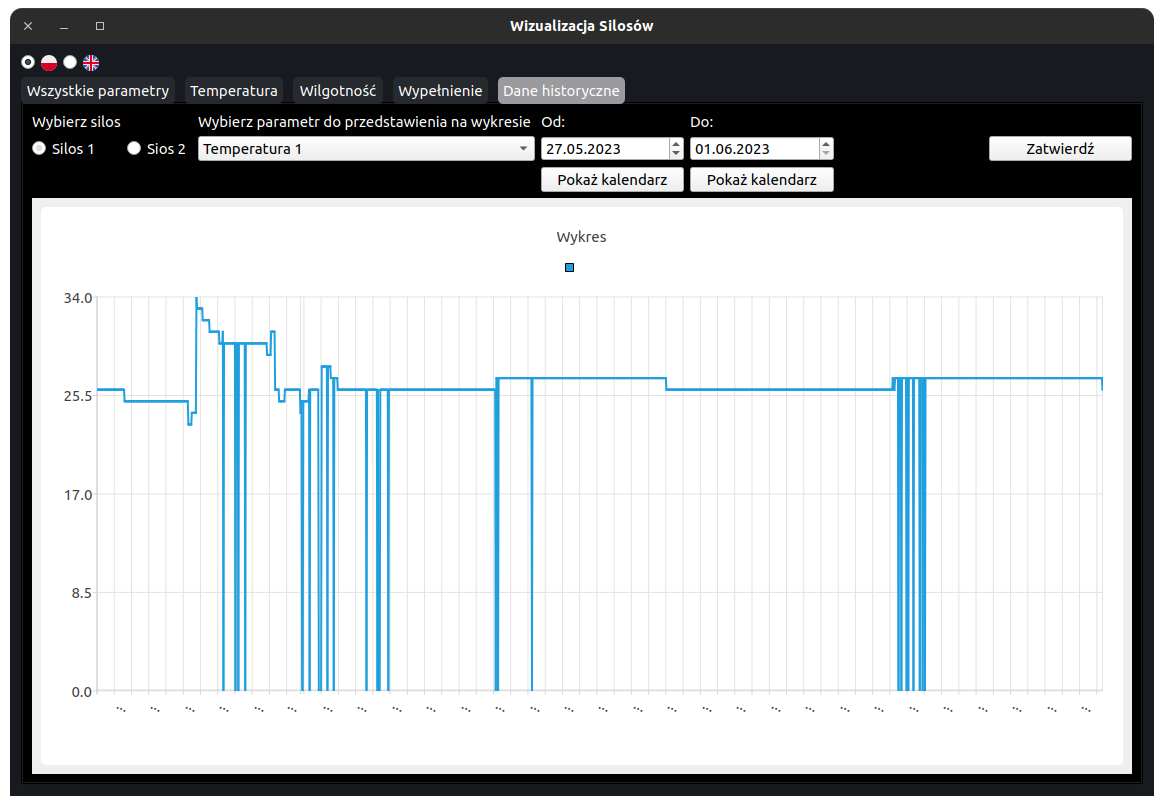 Wizualizacja Silosów
Wszystkie parametry Temperatura Wilgotność Wypełnienie Dane historyczne
Wybierz silos Wybierz parametr do przedstawienia na wykresie Od: Do:
Silos 1 Sios 2 Temperatura 1 27.05.2023 01.06.2023 Zatwierdź
Pokaż kalendarz Pokaż kalendarz
Wykres
34.0
25.5
17.0
8.5
0.0